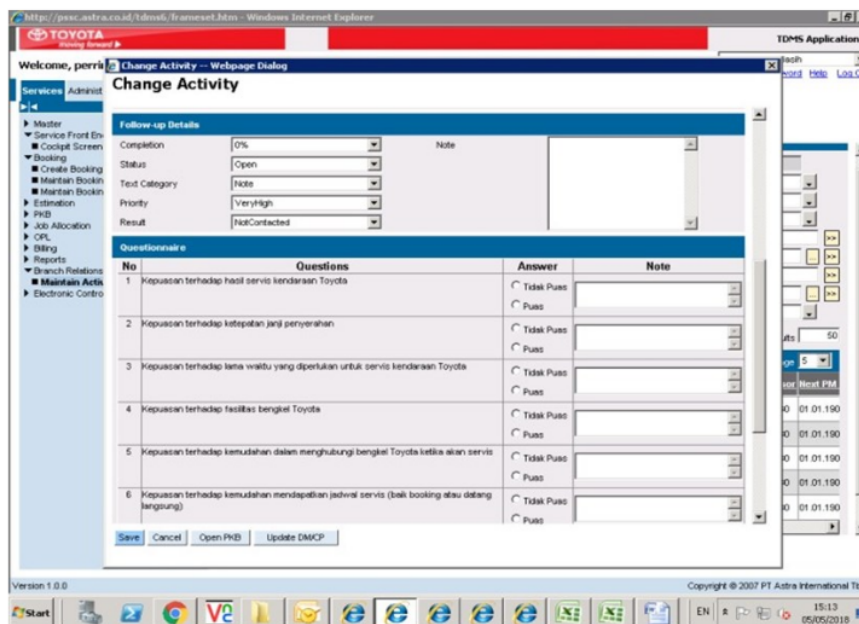 http://pssc.astra.co.id/tdms6/frameset.htm - Windows Internet Explorer
TOYOTA
moving forward
TDMS Application
Welcome, perri
Change Activity -- Webpage Dialog
Help
Services Administ
Change Activity
Master
Service Front En
Cockpit Screen
Booking
Create Booking
Maintain Bookin
Maintain Bookin
Estimation
PKB
Job Allocation
OPL
Billing
Reports
Branch Relations
Maintain Activ
Electronic Contro
Follow-up Details
Completion 0% Note
Status Open
Text Category Note
Priority VeryHigh
Result NotContacted
Questionnaire
No Questions Answer Note
1 Kepuasan terhadap hasil servis kendaraan Toyota Tidak Puas
Puas
2 Kepuasan terhadap ketepatan janji penyerahan Tidak Puas
Puas
3 Kepuasan terhadap lama waktu yang diperlukan untuk servis kendaraan Toyota Tidak Puas
Puas
4 Kepuasan terhadap fasilitas bengkel Toyota Tidak Puas
Puas
5 Kepuasan terhadap kemudahan dalam menghubungi bengkel Toyota ketika akan servis Tidak Puas
Puas
6 Kepuasan terhadap kemudahan mendapatkan jadwal servis (baik booking atau datang
langsung) Tidak Puas
Puas
50
5
Next PM
01.01.190
01.01.190
01.01.190
01.01.190
Save Cancel Open PKB Update DM/CP
Version 1.0.0 Copyright © 2007 PT Astra International Tb
Start EN 15:13
05/05/2018